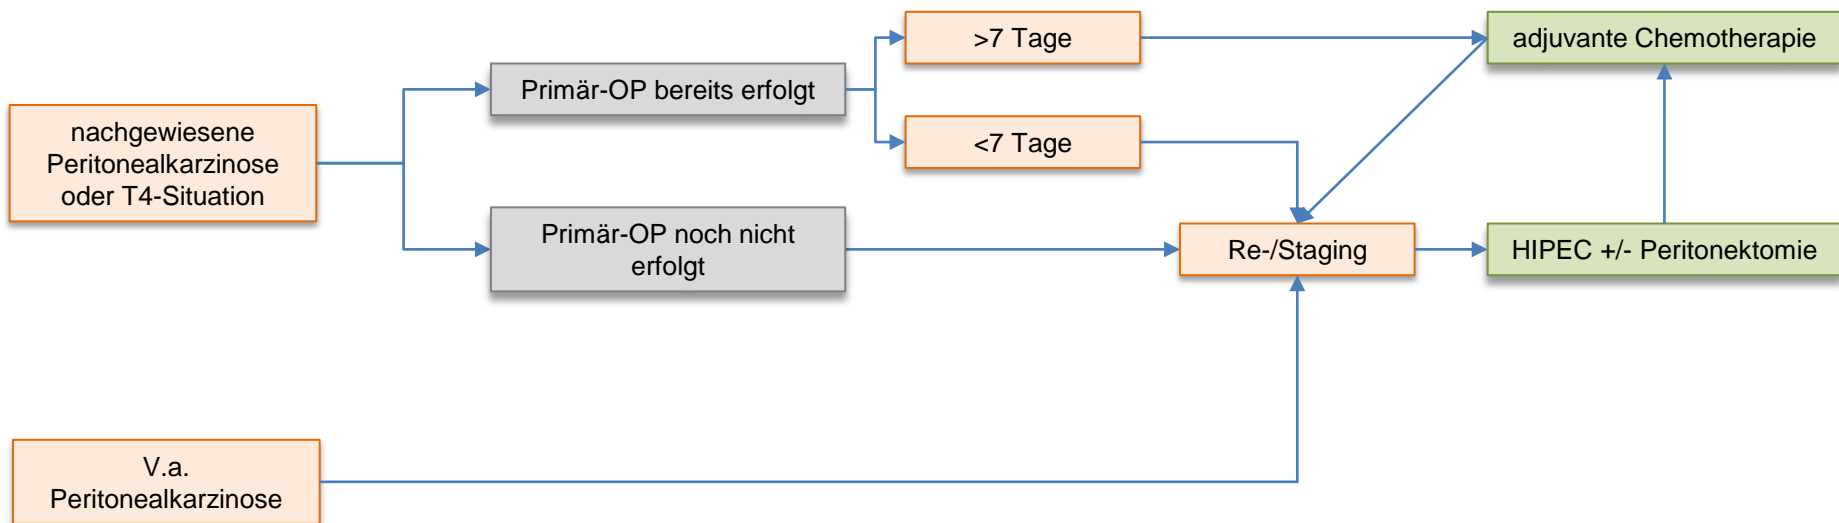 >7 Tage
adjuvante Chemotherapie
Primär-OP bereits erfolgt
nachgewiesene
Peritonealkarzinose
oder T4-Situation
<7 Tage
Primär-OP noch nicht
erfolgt
Re-/Staging
HIPEC +/- Peritonektomie
V.a.
Peritonealkarzinose